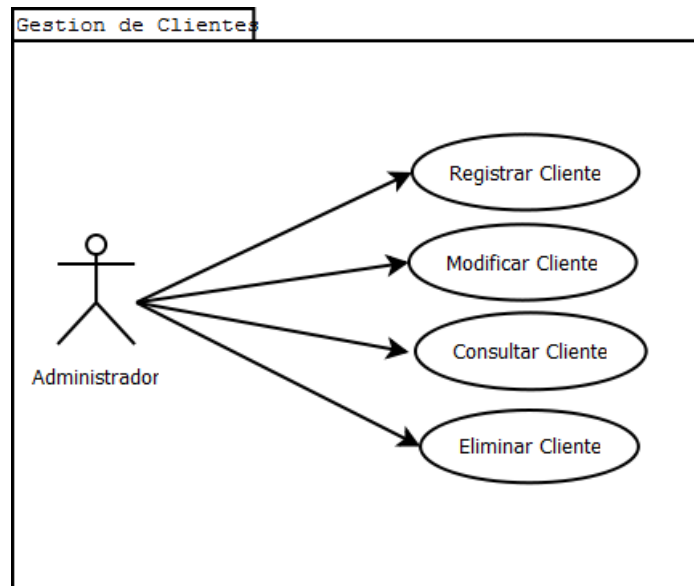 Gestion de Clientes
Registrar Cliente
Modificar Cliente
Consultar Cliente
Administrador
Eliminar Cliente